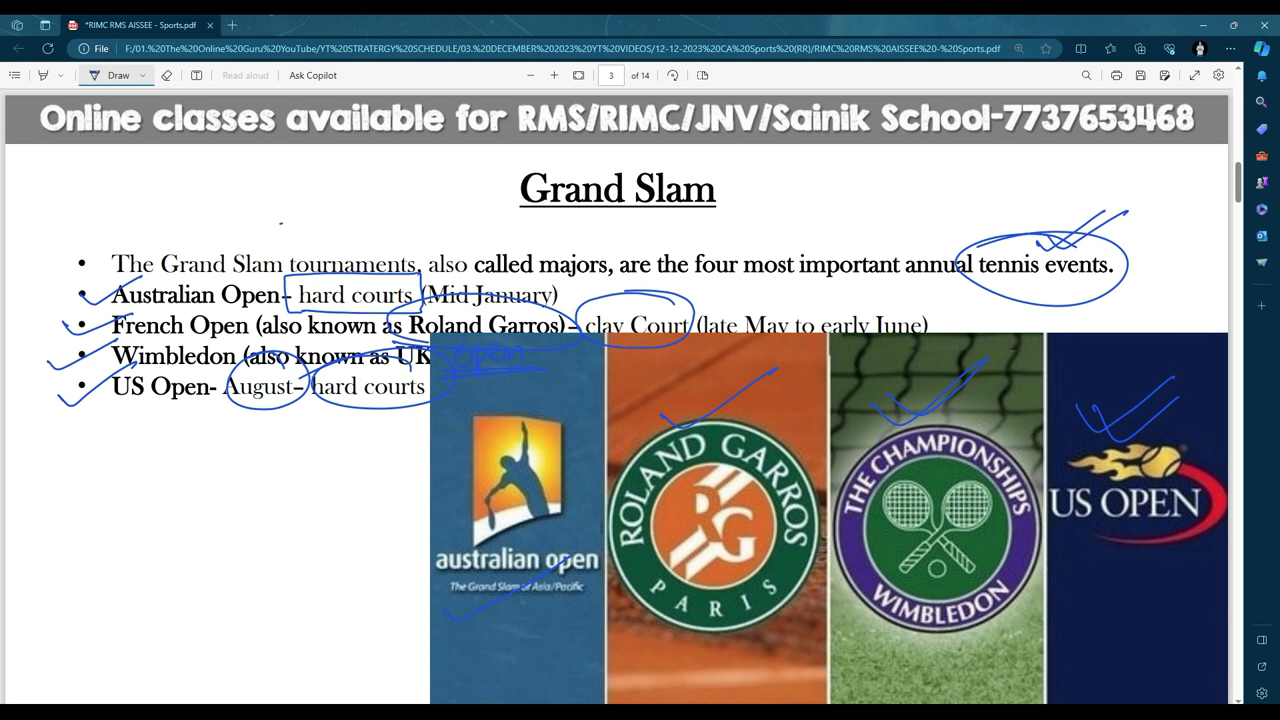 *RIMC RMS AISSEE - Sports.pdf
File
F:/01.%20The%20Online%20Guru%20YouTube/YT%20STRATERGY%20SCHEDULE/03.%20DECEMBER%202023%20YT%20VIDEOS/12-12-2023%20CA%20Sports%20(RR)/RIMC%20RMS%20AISSEE%20-%20Sports.pdf
Draw
Read aloud
Ask Copilot
3 of 14
Online classes available for RMS/RIMC/JNV/Sainik School-7737653468
Grand Slam
• The Grand Slam tournaments, also called majors, are the four most important annual tennis events.
• Australian Open– hard courts (Mid January)
• French Open (also known as Roland Garros)– clay Court (late May to early June)
• Wimbledon (also known as UK open
• US Open- August– hard courts
australian open
The Grand Slam of Asia/Pacific
ROLAND GARROS
RG
PARIS
THE CHAMPIONSHIPS
WIMBLEDON
US OPEN